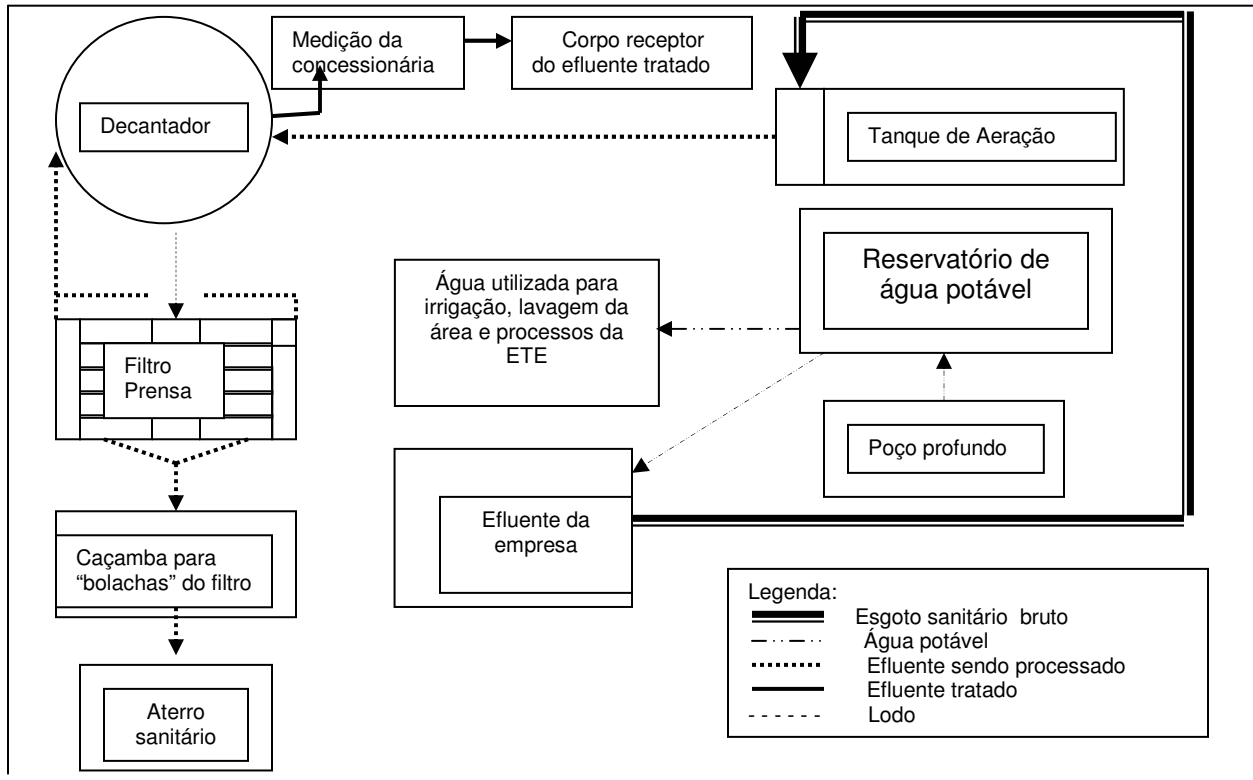 Medição da
concessionária
Corpo receptor
do efluente tratado
Decantador
Tanque de Aeração
Reservatório de
água potável
Água utilizada para
irrigação, lavagem da
área e processos da
ETE
Filtro
Prensa
Poço profundo
Efluente da
empresa
Caçamba para
“bolachas” do filtro
Aterro
sanitário
Legenda:
Esgoto sanitário bruto
Água potável
Efluente sendo processado
Efluente tratado
Lodo